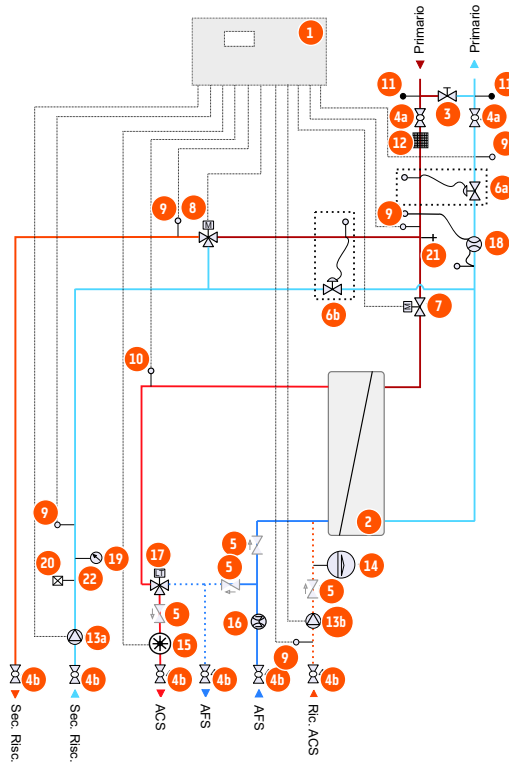 Primario
Primario
1
11
11
3
4a
4a
12
9
6a
9
8
M
9
18
21
M
7
6b
10
2
9
5
17
19
20
22
5
14
5
5
16
13b
13a
15
9
4b
4b
4b
4b
4b
4b
Sec. Risc.
Sec. Risc.
ACS
AFS
AFS
Ric. ACS